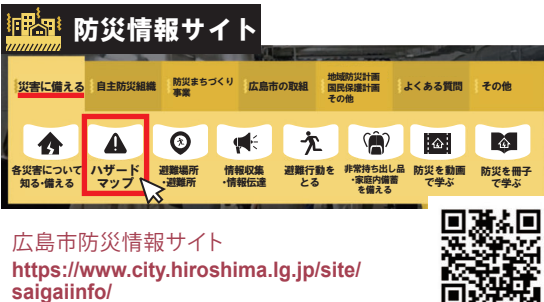 防災情報サイト
災害に備える
自主防災組織
防災まちづくり
事業
広島市の取組
地域防災計画
国民保護計画
その他
よくある質問
その他
各災害について
知る・備える
ハザード
マップ
避難場所
・避難所
情報収集
・情報伝達
避難行動を
とる
非常持ち出し品
・家庭内備蓄
を備える
防災を動画
で学ぶ
防災を冊子
で学ぶ
広島市防災情報サイト
https://www.city.hiroshima.lg.jp/site/
saigaiinfo/